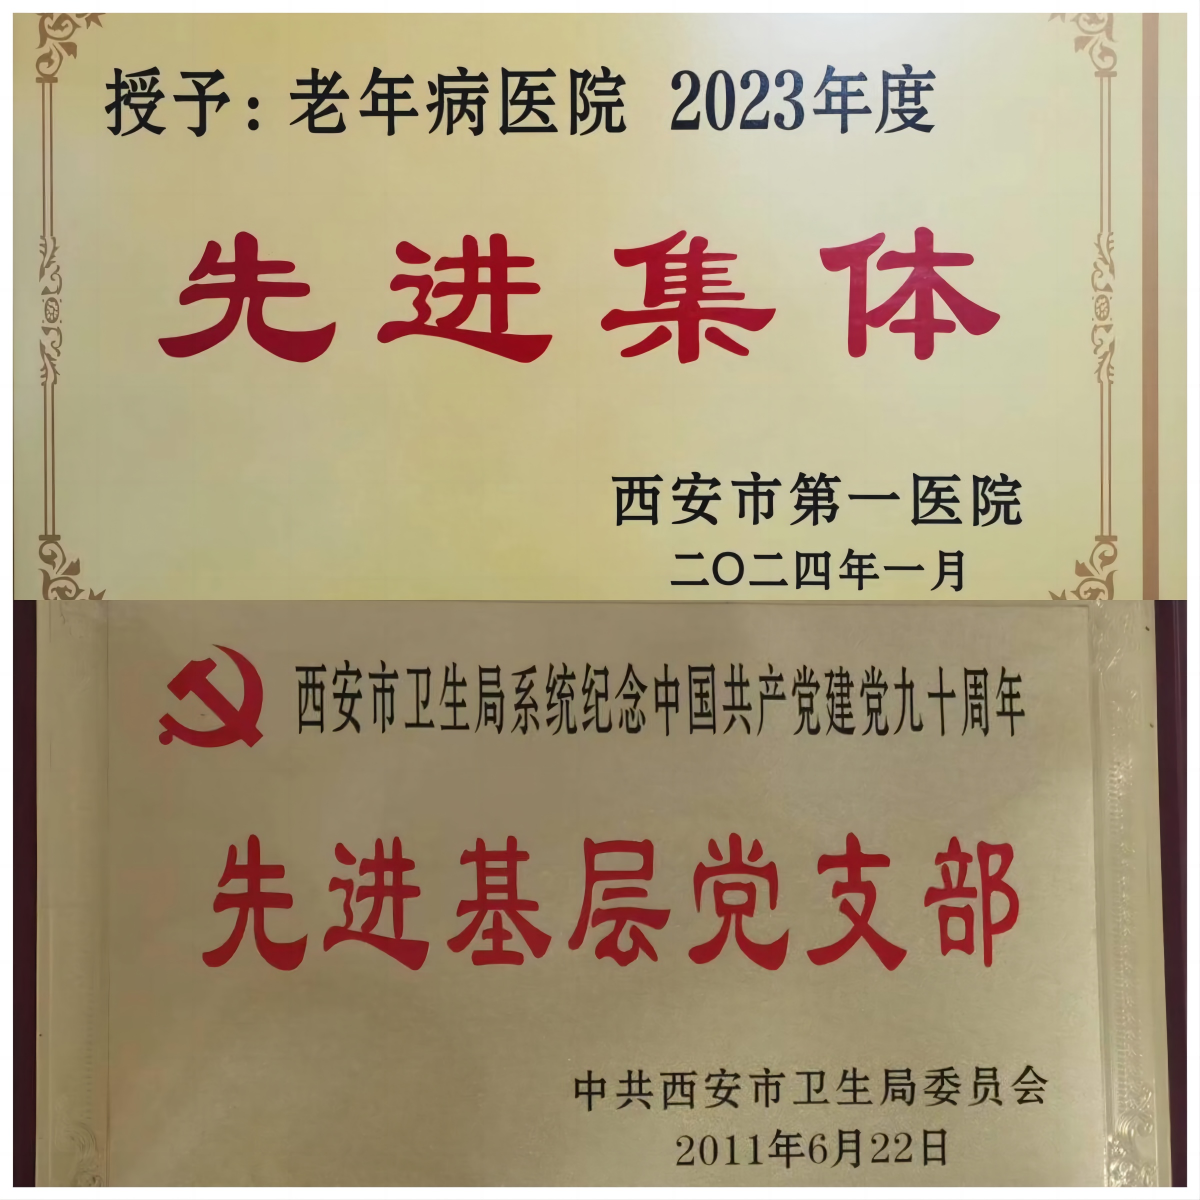 授予:老年病医院 2023年度
先进集体
西安市第一医院
二〇二四年一月
西安市卫生局系统纪念中国共产党建党九十周年
先进基层党支部
中共西安市卫生局委员会
2011年6月22日